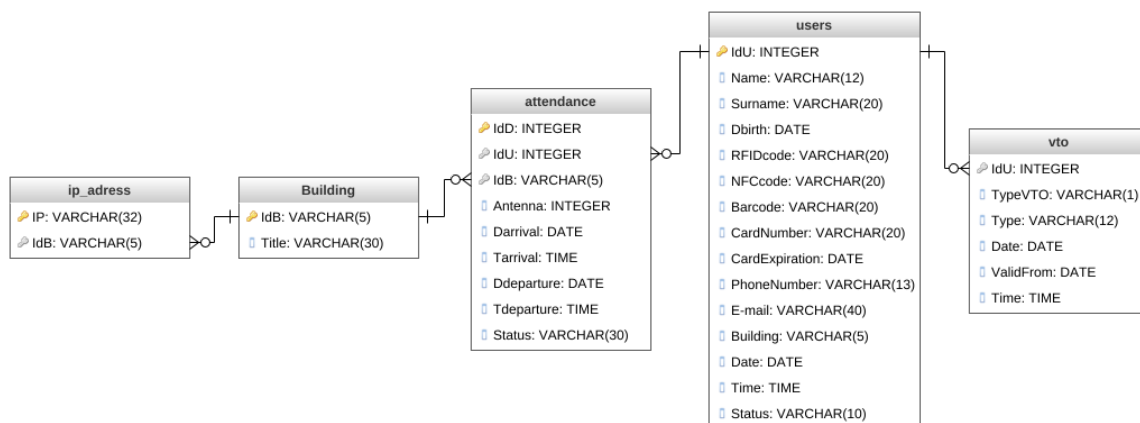 ip_adress
IP: VARCHAR(32)
IdB: VARCHAR(5)
Building
IdB: VARCHAR(5)
Title: VARCHAR(30)
attendance
IdD: INTEGER
IdU: INTEGER
IdB: VARCHAR(5)
Antenna: INTEGER
Darrival: DATE
Tarrival: TIME
Ddeparture: DATE
Tdeparture: TIME
Status: VARCHAR(30)
users
IdU: INTEGER
Name: VARCHAR(12)
Surname: VARCHAR(20)
Dbirth: DATE
RFIDcode: VARCHAR(20)
NFCcode: VARCHAR(20)
Barcode: VARCHAR(20)
CardNumber: VARCHAR(20)
CardExpiration: DATE
PhoneNumber: VARCHAR(13)
E-mail: VARCHAR(40)
Building: VARCHAR(5)
Date: DATE
Time: TIME
Status: VARCHAR(10)
vto
IdU: INTEGER
TypeVTO: VARCHAR(1)
Type: VARCHAR(12)
Date: DATE
ValidFrom: DATE
Time: TIME